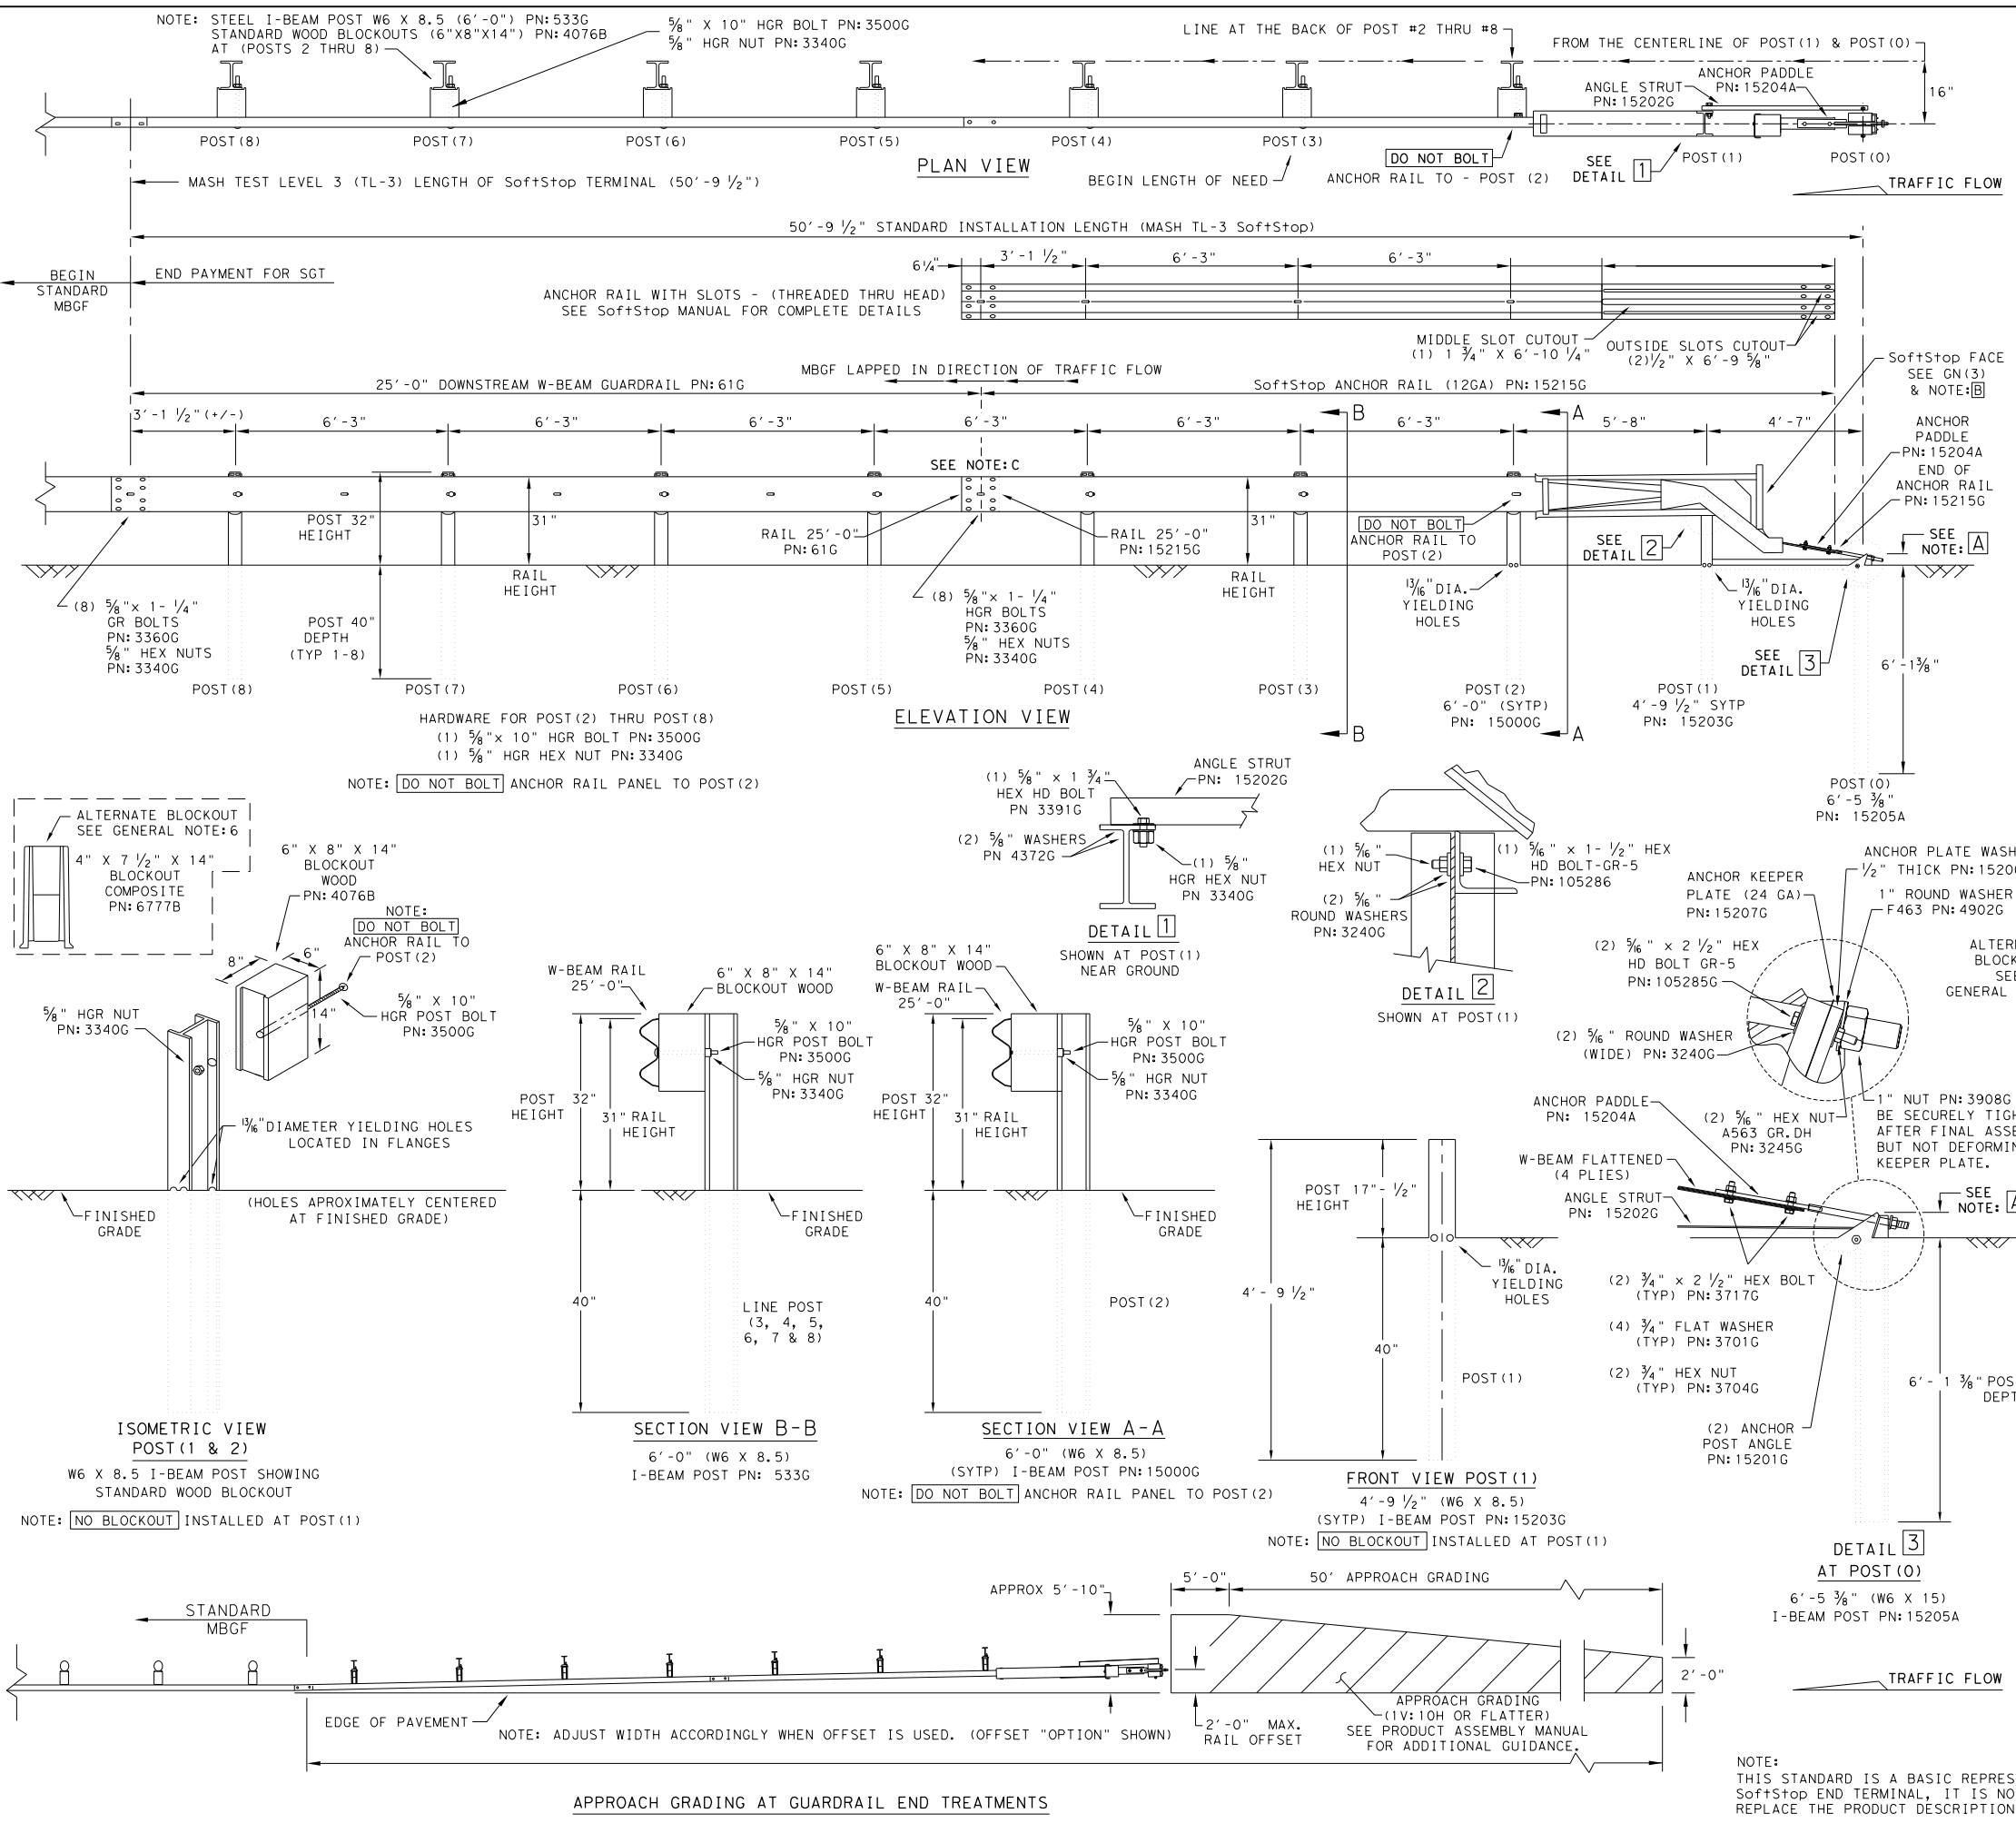 NOTE: STEEL I-BEAM POST W6 X 8.5 (6'-0") PN:533G
STANDARD WOOD BLOCKOUTS (6"X8"X14") PN:4076B
AT (POSTS 2 THRU 8)
5/8" X 10" HGR BOLT PN:3500G
5/8" HGR NUT PN:3340G
LINE AT THE BACK OF POST #2 THRU #8
FROM THE CENTERLINE OF POST(1) & POST(0)
ANCHOR PADDLE
PN:15204A
ANGLE STRUT
PN:15202G
16"
POST(8)
POST(7)
POST(6)
POST(5)
POST(4)
POST(3)
POST(1)
POST(0)
PLAN VIEW
BEGIN LENGTH OF NEED
DO NOT BOLT
ANCHOR RAIL TO - POST (2)
SEE
DETAIL 1
TRAFFIC FLOW
MASH TEST LEVEL 3 (TL-3) LENGTH OF SoftStop TERMINAL (50'-9 1/2")
50'-9 1/2" STANDARD INSTALLATION LENGTH (MASH TL-3 SoftStop)
BEGIN
STANDARD
MBGF
END PAYMENT FOR SGT
6 1/4"
3'-1 1/2"
6'-3"
6'-3"
ANCHOR RAIL WITH SLOTS - (THREADED THRU HEAD)
SEE SoftStop MANUAL FOR COMPLETE DETAILS
MIDDLE SLOT CUTOUT
(1) 1 3/4" X 6'-10 1/4"
OUTSIDE SLOTS CUTOUT
(2)1/2" X 6'-9 5/8"
MBGF LAPPED IN DIRECTION OF TRAFFIC FLOW
25'-0" DOWNSTREAM W-BEAM GUARDRAIL PN:61G
SoftStop ANCHOR RAIL (12GA) PN:15215G
SoftStop FACE
SEE GN(3)
& NOTE:B
3'-1 1/2"(+/-)
6'-3"
6'-3"
6'-3"
6'-3"
6'-3"
6'-3"
5'-8"
4'-7"
B
A
ANCHOR
PADDLE
PN:15204A
END OF
ANCHOR RAIL
PN:15215G
SEE NOTE:C
POST 32"
HEIGHT
31"
RAIL
HEIGHT
RAIL 25'-0"
PN:61G
RAIL 25'-0"
PN:15215G
31"
RAIL
HEIGHT
DO NOT BOLT
ANCHOR RAIL TO
POST(2)
SEE
DETAIL 2
SEE
NOTE: A
13/16" DIA.
YIELDING
HOLES
13/16" DIA.
YIELDING
HOLES
(8) 5/8"x 1- 1/4"
GR BOLTS
PN:3360G
5/8" HEX NUTS
PN:3340G
POST 40"
DEPTH
(TYP 1-8)
(8) 5/8"x 1- 1/4"
HGR BOLTS
PN:3360G
5/8" HEX NUTS
PN:3340G
SEE
DETAIL 3
6'-1 3/8"
POST(8)
POST(7)
POST(6)
POST(5)
POST(4)
POST(3)
POST(2)
6'-0" (SYTP)
PN: 15000G
POST(1)
4'-9 1/2" SYTP
PN: 15203G
ELEVATION VIEW
B
A
HARDWARE FOR POST(2) THRU POST(8)
(1) 5/8"x 10" HGR BOLT PN:3500G
(1) 5/8" HGR HEX NUT PN:3340G
NOTE: DO NOT BOLT ANCHOR RAIL PANEL TO POST(2)
POST(0)
6'-5 3/8"
PN: 15205A
ALTERNATE BLOCKOUT
SEE GENERAL NOTE:6
4" X 7 1/2" X 14"
BLOCKOUT
COMPOSITE
PN:6777B
6" X 8" X 14"
BLOCKOUT
WOOD
PN:4076B
NOTE:
DO NOT BOLT
ANCHOR RAIL TO
POST(2)
8"
6"
14"
5/8" X 10"
HGR POST BOLT
PN:3500G
5/8" HGR NUT
PN:3340G
13/16"DIAMETER YIELDING HOLES
LOCATED IN FLANGES
FINISHED
GRADE
(HOLES APROXIMATELY CENTERED
AT FINISHED GRADE)
ISOMETRIC VIEW
POST(1 & 2)
W6 X 8.5 I-BEAM POST SHOWING
STANDARD WOOD BLOCKOUT
NOTE: NO BLOCKOUT INSTALLED AT POST(1)
(1) 5/8" x 1 3/4"
HEX HD BOLT
PN 3391G
ANGLE STRUT
PN: 15202G
(2) 5/8" WASHERS
PN 4372G
(1) 5/8"
HGR HEX NUT
PN 3340G
DETAIL 1
SHOWN AT POST(1)
NEAR GROUND
(1) 5/16"
HEX NUT
(1) 5/16" x 1- 1/2" HEX
HD BOLT-GR-5
PN:105286
(2) 5/16"
ROUND WASHERS
PN:3240G
DETAIL 2
SHOWN AT POST(1)
W-BEAM RAIL
25'-0"
6" X 8" X 14"
BLOCKOUT WOOD
5/8" X 10"
HGR POST BOLT
PN:3500G
5/8" HGR NUT
PN:3340G
POST 32"
HEIGHT
31" RAIL
HEIGHT
FINISHED
GRADE
40"
LINE POST
(3, 4, 5,
6, 7 & 8)
SECTION VIEW B-B
6'-0" (W6 X 8.5)
I-BEAM POST PN: 533G
6" X 8" X 14"
BLOCKOUT WOOD
W-BEAM RAIL
25'-0"
5/8" X 10"
HGR POST BOLT
PN:3500G
5/8" HGR NUT
PN:3340G
POST 32"
HEIGHT
31" RAIL
HEIGHT
FINISHED
GRADE
40"
POST(2)
SECTION VIEW A-A
6'-0" (W6 X 8.5)
(SYTP) I-BEAM POST PN:15000G
NOTE: DO NOT BOLT ANCHOR RAIL PANEL TO POST(2)
POST 17"- 1/2"
HEIGHT
13/16" DIA.
YIELDING
HOLES
4'- 9 1/2"
40"
POST(1)
FRONT VIEW POST(1)
4'-9 1/2" (W6 X 8.5)
(SYTP) I-BEAM POST PN:15203G
NOTE: NO BLOCKOUT INSTALLED AT POST(1)
ANCHOR PLATE WASH
1/2" THICK PN:1520
ANCHOR KEEPER
PLATE (24 GA)
PN:15207G
1" ROUND WASHER
F463 PN:4902G
(2) 5/16" x 2 1/2" HEX
HD BOLT GR-5
PN:105285G
ALTER
BLOCK
SEE
GENERAL
(2) 5/16" ROUND WASHER
(WIDE) PN:3240G
ANCHOR PADDLE
PN: 15204A
(2) 5/16" HEX NUT
A563 GR.DH
PN:3245G
1" NUT PN:3908G
BE SECURELY TIGH
AFTER FINAL ASSE
BUT NOT DEFORMIN
KEEPER PLATE.
W-BEAM FLATTENED
(4 PLIES)
ANGLE STRUT
PN: 15202G
SEE
NOTE: A
(2) 3/4" x 2 1/2" HEX BOLT
(TYP) PN:3717G
(4) 3/4" FLAT WASHER
(TYP) PN:3701G
(2) 3/4" HEX NUT
(TYP) PN:3704G
6'- 1 3/8" POS
DEPT
(2) ANCHOR
POST ANGLE
PN:15201G
DETAIL 3
AT POST(0)
6'-5 3/8" (W6 X 15)
I-BEAM POST PN:15205A
STANDARD
MBGF
APPROX 5'-10"
5'-0"
50' APPROACH GRADING
2'-0"
TRAFFIC FLOW
EDGE OF PAVEMENT
NOTE: ADJUST WIDTH ACCORDINGLY WHEN OFFSET IS USED. (OFFSET "OPTION" SHOWN)
2'-0" MAX.
RAIL OFFSET
APPROACH GRADING
(1V:10H OR FLATTER)
SEE PRODUCT ASSEMBLY MANUAL
FOR ADDITIONAL GUIDANCE.
APPROACH GRADING AT GUARDRAIL END TREATMENTS
NOTE:
THIS STANDARD IS A BASIC REPRES
SoftStop END TERMINAL, IT IS NO
REPLACE THE PRODUCT DESCRIPTION